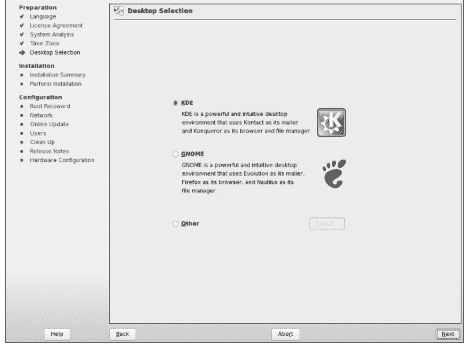 Preparation
Language
License Agreement
System Analysis
Time Zone
Desktop Selection
Installation
Installation Summary
Perform Installation
Configuration
Root Password
Network
Online Update
Users
Clean Up
Release Notes
Hardware Configuration
Desktop Selection
KDE
KDE is a powerful and intuitive desktop
environment that uses Kontact as its mailer
and Konqueror as its browser and file manager.
GNOME
GNOME is a powerful and intuitive desktop
environment that uses Evolution as its mailer,
Firefox as its browser, and Nautilus as its
file manager.
Other
Help
Back
Abort
Next